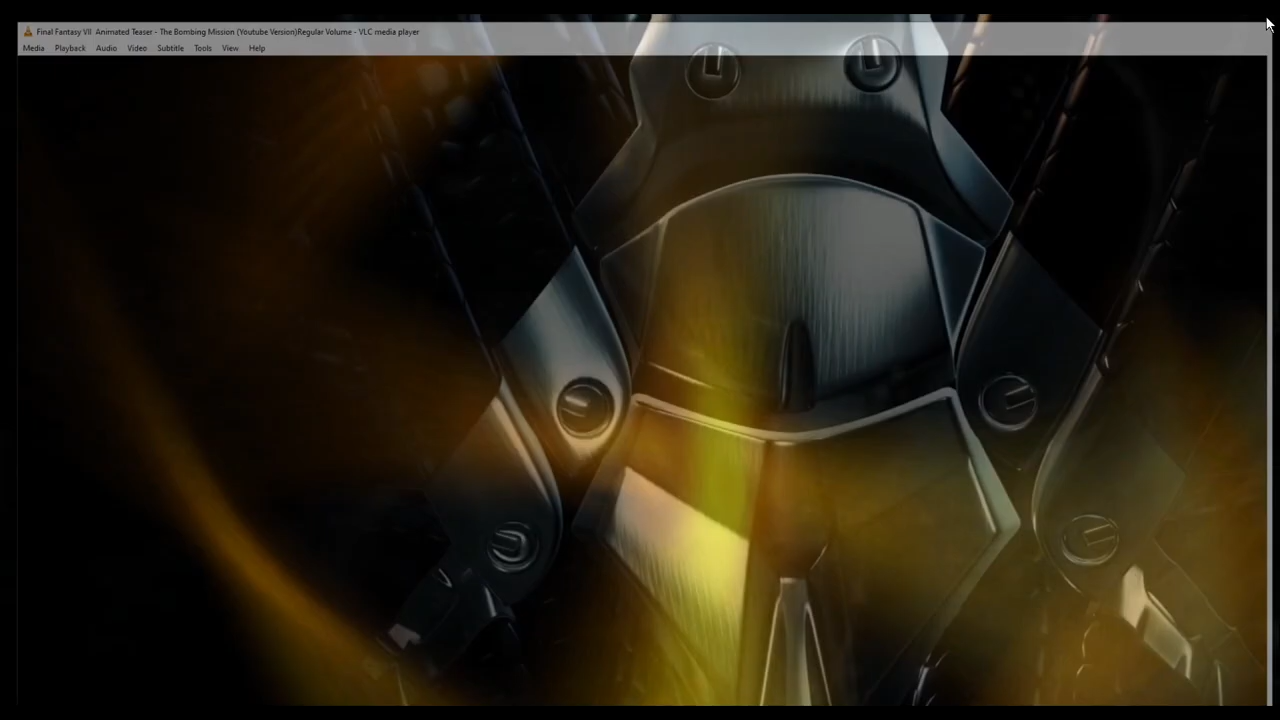 Final Fantasy VII  Animated Teaser - The Bombing Mission (Youtube Version)Regular Volume - VLC media player
Media Playback Audio Video Subtitle Tools View Help